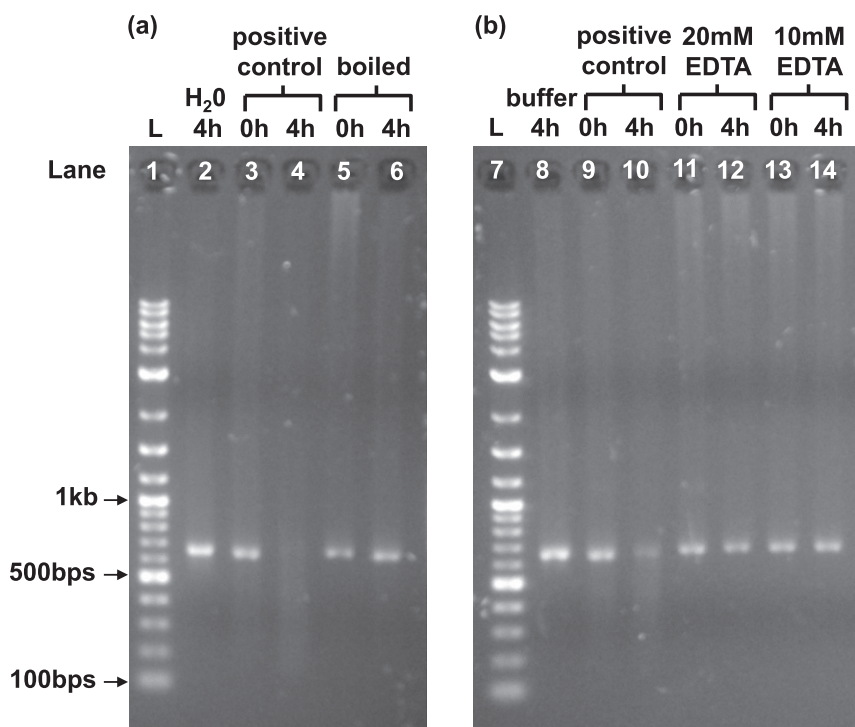 (a)
positive
control boiled
H₂0
L 4h 0h 4h 0h 4h
Lane 1 2 3 4 5 6
1kb
500bps
100bps
(b)
positive 20mM 10mM
control EDTA EDTA
buffer
L 4h 0h 4h 0h 4h 0h 4h
7 8 9 10 11 12 13 14